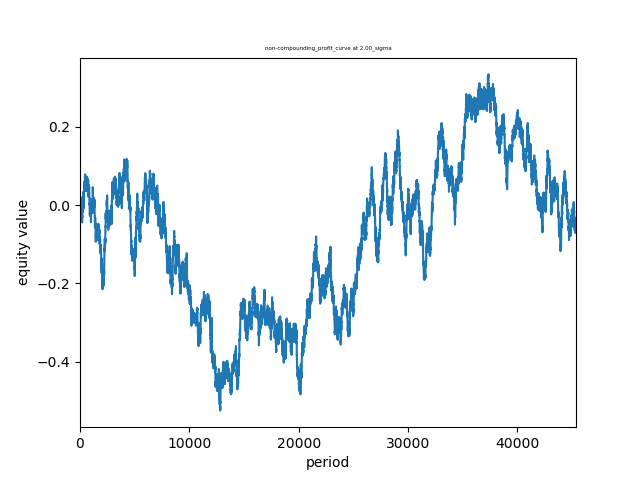 non-compounding_profit_curve at 2.00_sigma
equity value
0.2
0.0
−0.2
−0.4
0 10000 20000 30000 40000
period